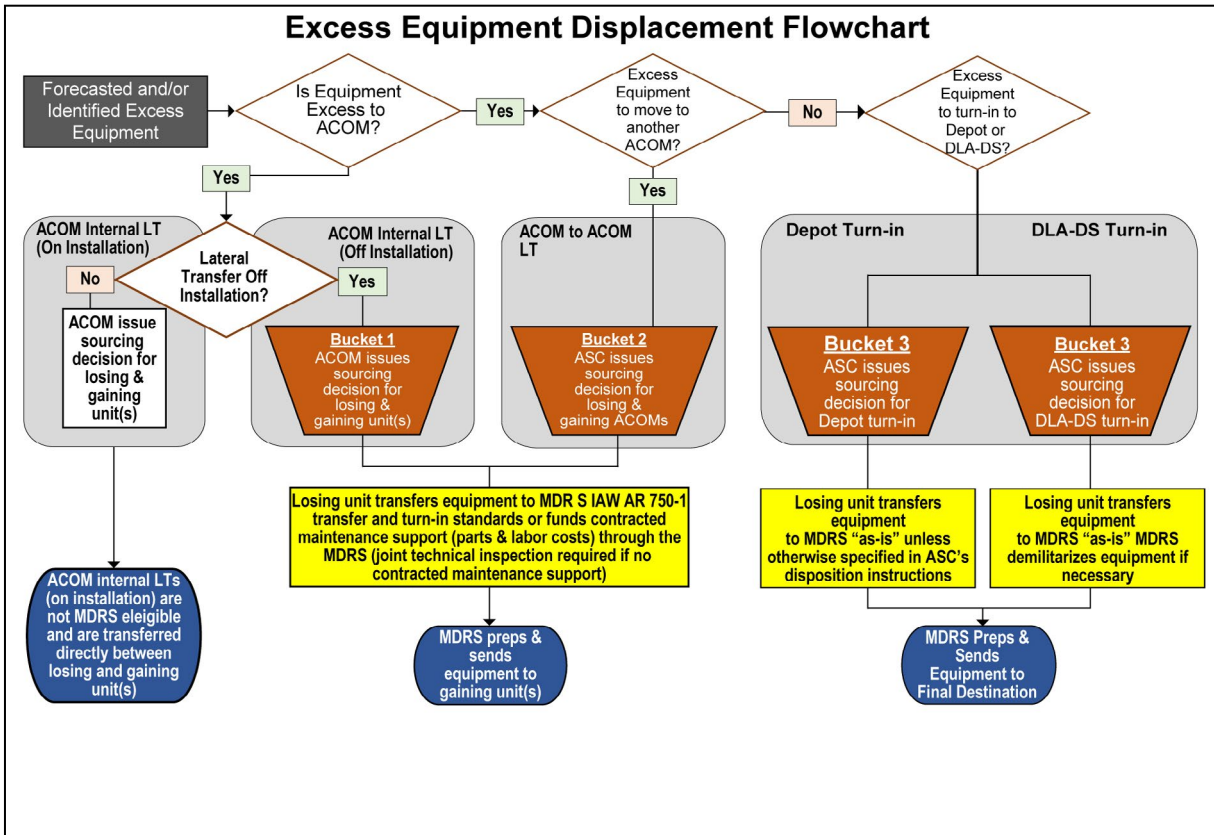 Excess Equipment Displacement Flowchart
Forecasted and/or
Identified Excess
Equipment
Is Equipment
Excess to
ACOM?
Yes
Excess
Equipment
to move to
another
ACOM?
No
Excess
Equipment
to turn-in to
Depot or
DLA-DS?
Yes
Yes
ACOM Internal LT
(On Installation)
No
Lateral
Transfer Off
Installation?
ACOM Internal LT
(Off Installation)
Yes
ACOM to ACOM
LT
Depot Turn-in
DLA-DS Turn-in
ACOM issue
sourcing
decision for
losing &
gaining
unit(s)
Bucket 1
ACOM issues
sourcing
decision for
losing &
gaining unit(s)
Bucket 2
ASC issues
sourcing
decision for
losing &
gaining ACOMs
Bucket 3
ASC issues
sourcing
decision for
Depot turn-in
Bucket 3
ASC issues
sourcing
decision for
DLA-DS turn-in
Losing unit transfers equipment to MDR S IAW AR 750-1
transfer and turn-in standards or funds contracted
maintenance support (parts & labor costs) through the
MDRS (joint technical inspection required if no
contracted maintenance support)
Losing unit transfers
equipment
to MDRS “as-is” unless
otherwise specified in ASC’s
disposition instructions
Losing unit transfers
equipment
to MDRS “as-is” MDRS
demilitarizes equipment if
necessary
ACOM internal LTs
(on installation) are
not MDRS eleigible
and are transferred
directly between
losing and gaining
unit(s)
MDRS preps &
sends
equipment to
gaining unit(s)
MDRS Preps &
Sends
Equipment to
Final Destination